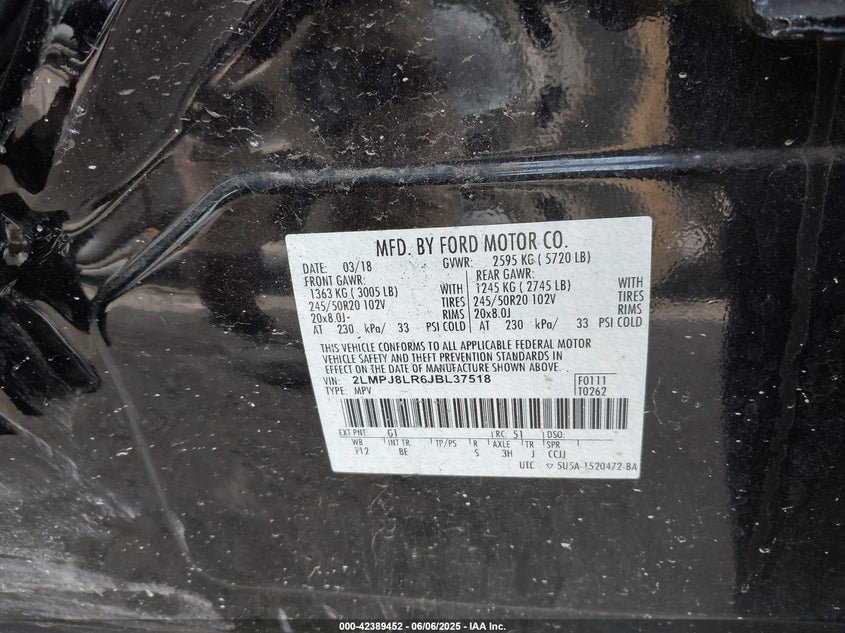 MFD. BY FORD MOTOR CO.
DATE: 03/18 GVWR: 2595 KG ( 5720 LB)
FRONT GAWR: REAR GAWR:
1363 KG ( 3005 LB) WITH 1245 KG ( 2745 LB) WITH
245/50R20 102V TIRES 245/50R20 102V TIRES
20x8.0J- RIMS 20x8.0J RIMS
AT 230 kPa/ 33 PSI COLD AT 230 kPa/ 33 PSI COLD
THIS VEHICLE CONFORMS TO ALL APPLICABLE FEDERAL MOTOR
VEHICLE SAFETY AND THEFT PREVENTION STANDARDS IN
EFFECT ON THE DATE OF MANUFACTURE SHOWN ABOVE.
VIN: 2LMPJ8LR6JBL37518 F0111
TYPE: MPV T0262
EXT PNT: G1 RC: 51 DSO:
WB INT TR TP/PS R AXLE TR SPR
112 BE S 3H J CCJJ
UTC ▽ 5U5A-1520472-BA
000-42389452 - 06/06/2025 - IAA Inc.